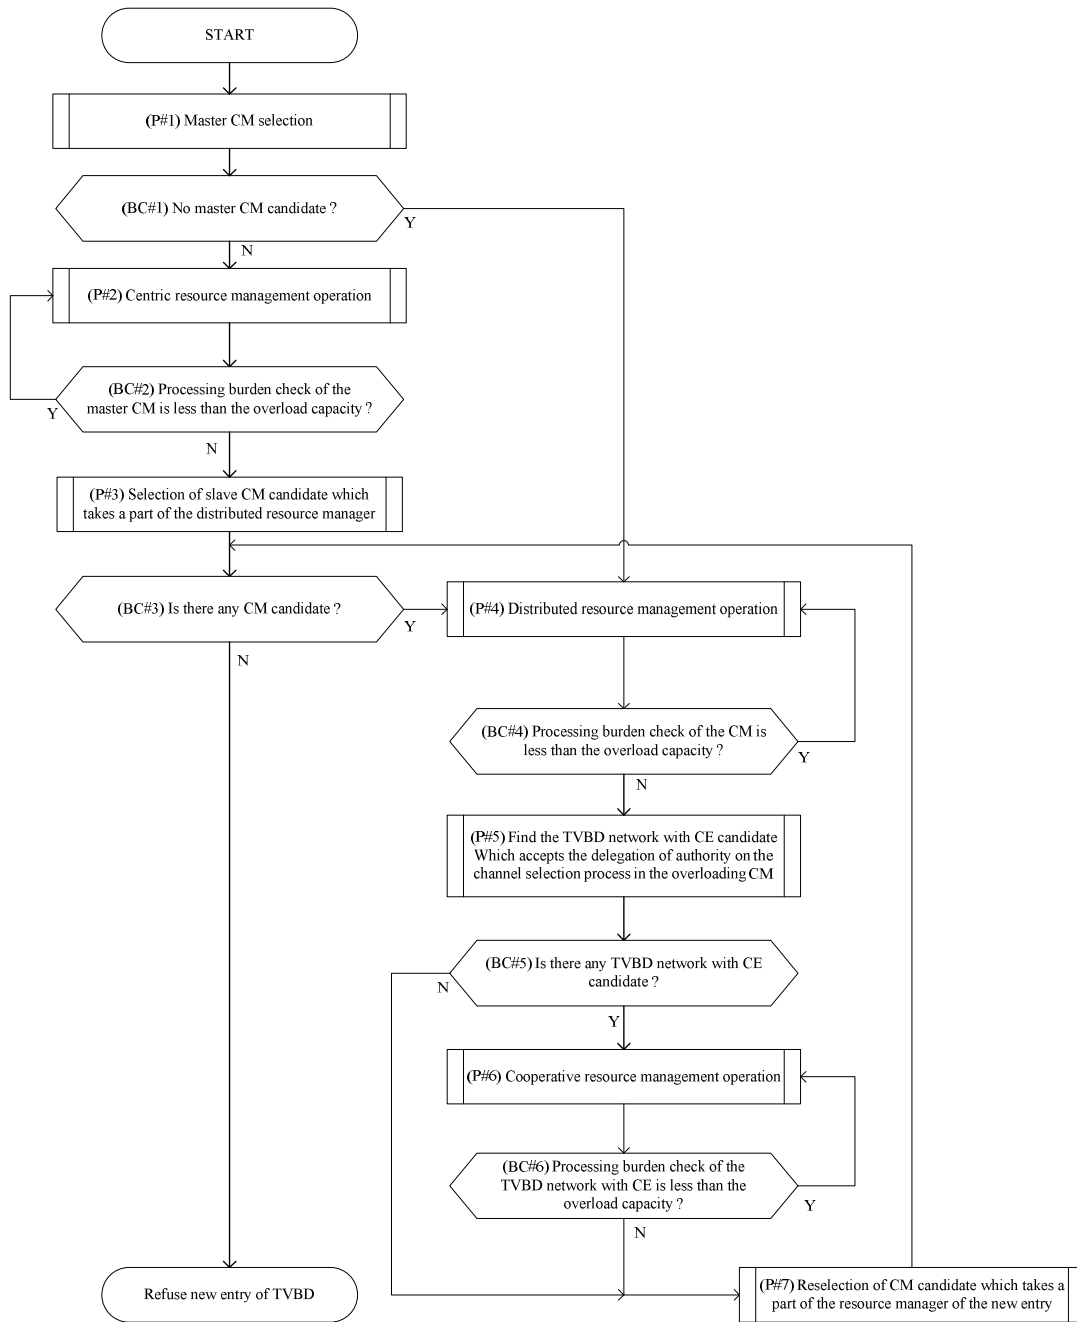 START
(P#1) Master CM selection
(BC#1) No master CM candidate ?
Y
N
(P#2) Centric resource management operation
(BC#2) Processing burden check of the
master CM is less than the overload capacity ?
Y
N
(P#3) Selection of slave CM candidate which
takes a part of the distributed resource manager
(BC#3) Is there any CM candidate ?
Y
N
(P#4) Distributed resource management operation
(BC#4) Processing burden check of the CM is
less than the overload capacity ?
Y
N
(P#5) Find the TVBD network with CE candidate
Which accepts the delegation of authority on the
channel selection process in the overloading CM
(BC#5) Is there any TVBD network with CE
candidate ?
N
Y
(P#6) Cooperative resource management operation
(BC#6) Processing burden check of the
TVBD network with CE is less than the
overload capacity ?
Y
N
Refuse new entry of TVBD
(P#7) Reselection of CM candidate which takes a
part of the resource manager of the new entry